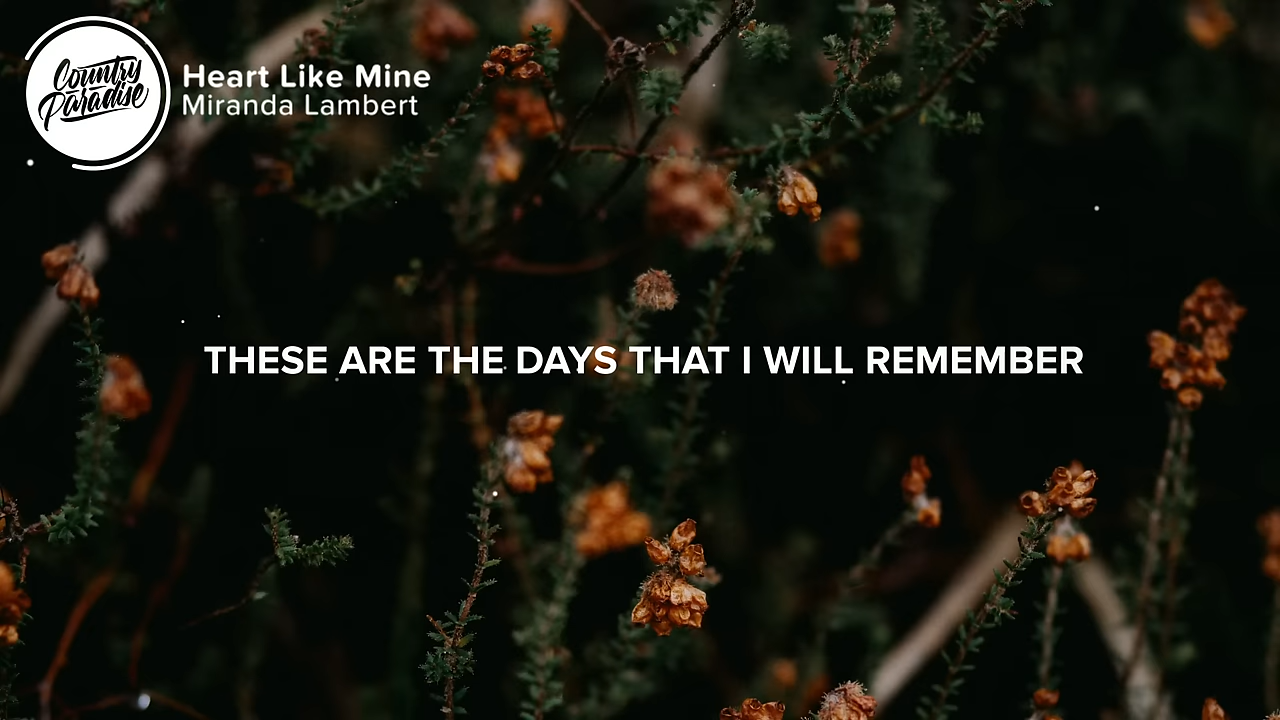 Country
Paradise
Heart Like Mine
Miranda Lambert
THESE ARE THE DAYS THAT I WILL REMEMBER